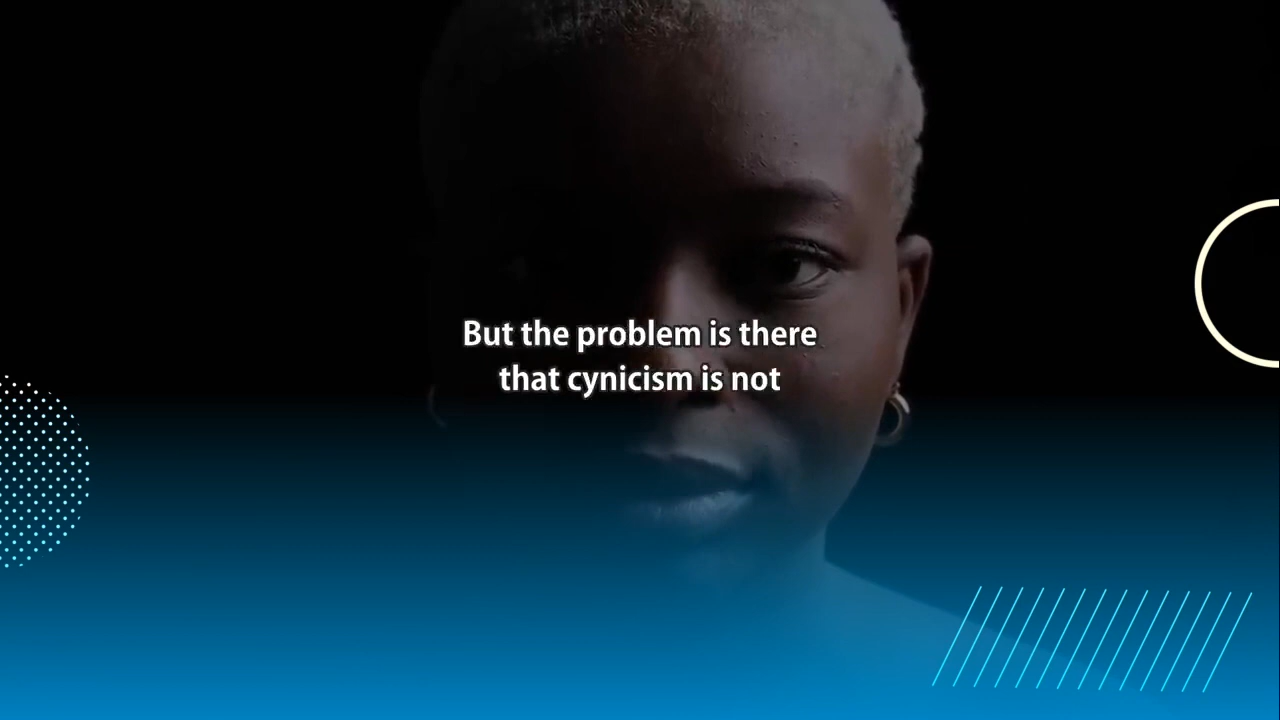 But the problem is there
that cynicism is not